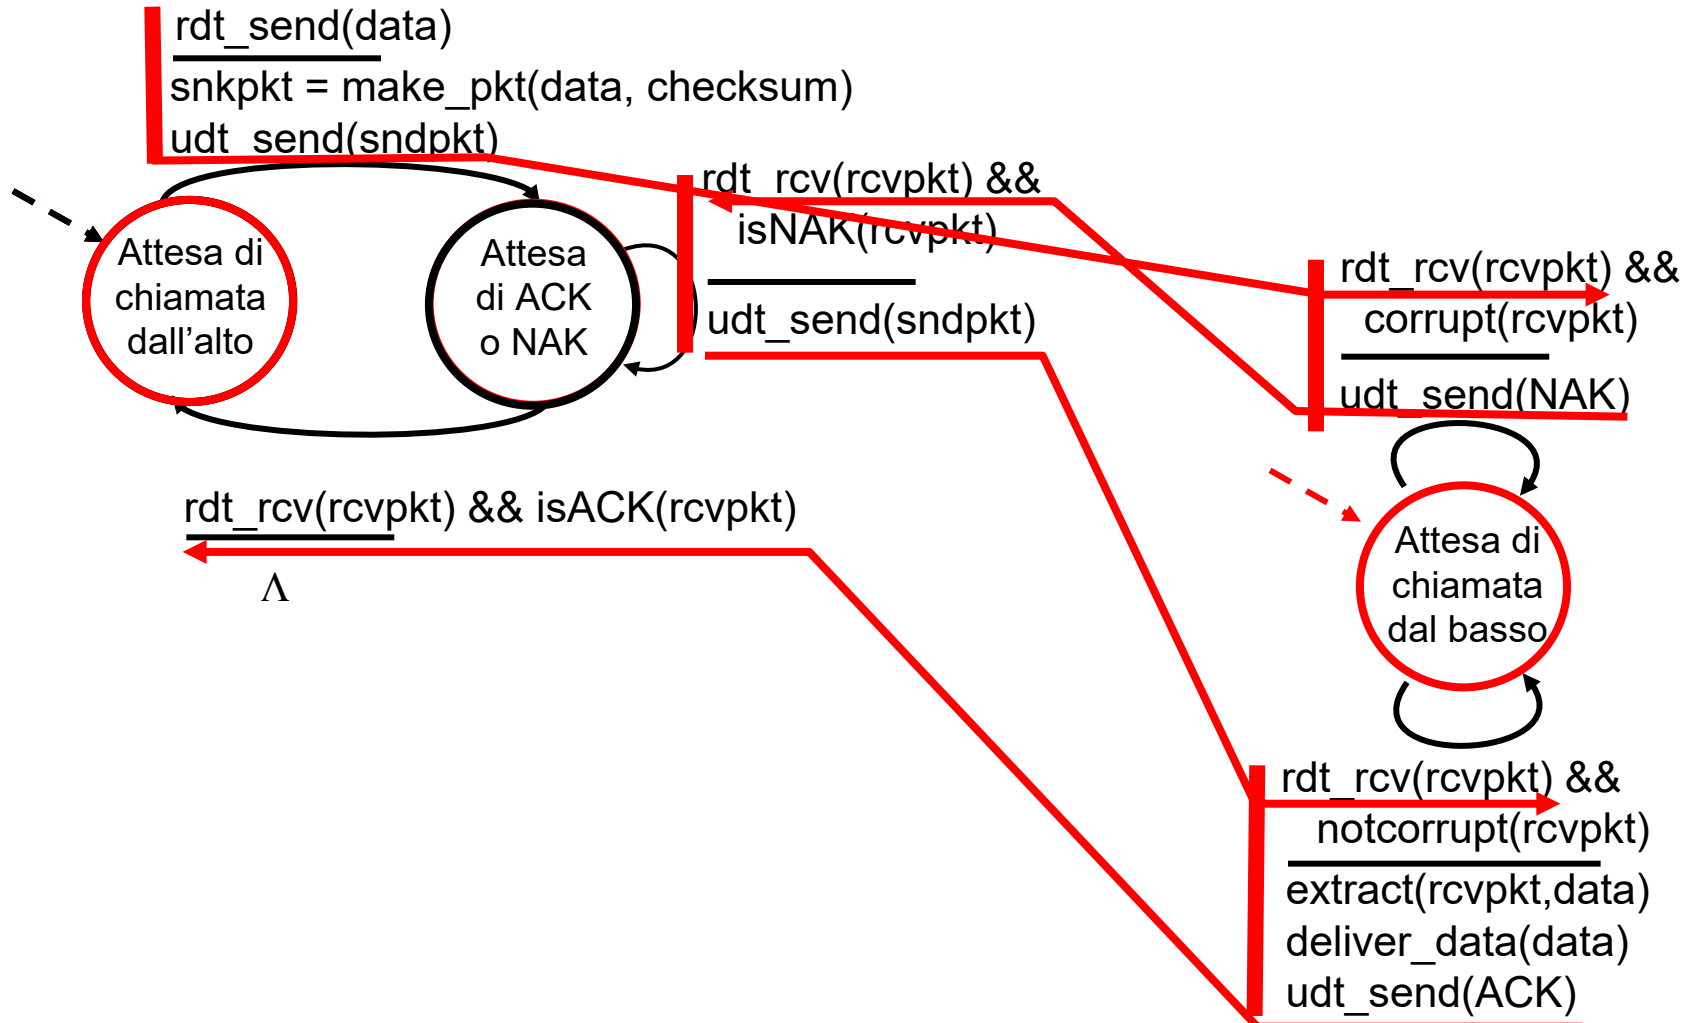 rdt_send(data)
snkpkt = make_pkt(data, checksum)
udt_send(sndpkt)
rdt_rcv(rcvpkt) &&
isNAK(rcvpkt)
udt_send(sndpkt)
Attesa di
chiamata
dall’alto
Attesa
di ACK
o NAK
rdt_rcv(rcvpkt) && isACK(rcvpkt)
Λ
rdt_rcv(rcvpkt) &&
corrupt(rcvpkt)
udt_send(NAK)
Attesa di
chiamata
dal basso
rdt_rcv(rcvpkt) &&
notcorrupt(rcvpkt)
extract(rcvpkt,data)
deliver_data(data)
udt_send(ACK)